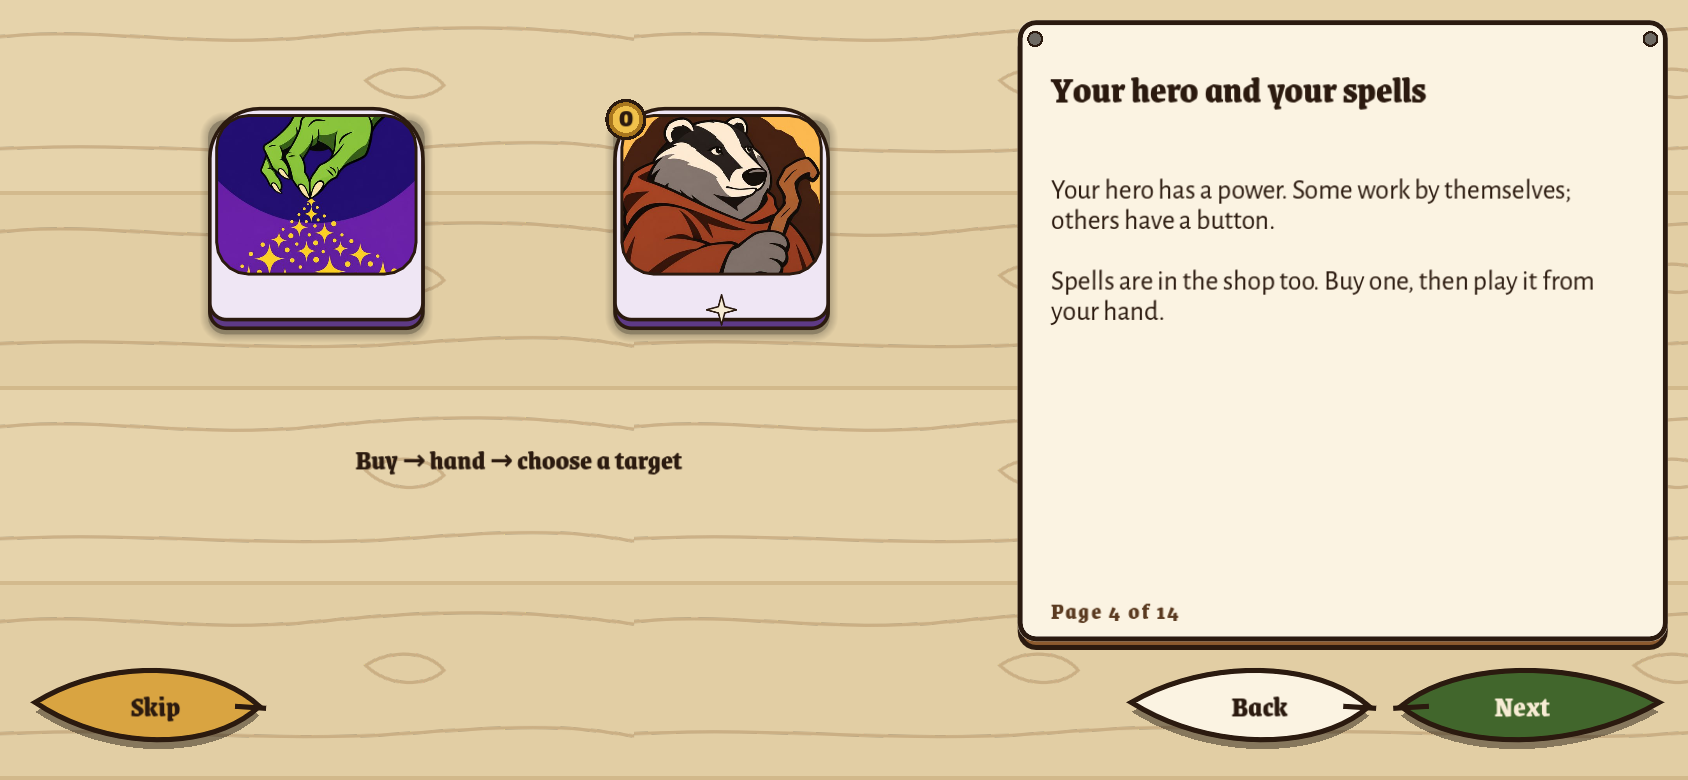 0
Buy → hand → choose a target
Your hero and your spells
Your hero has a power. Some work by themselves;
others have a button.
Spells are in the shop too. Buy one, then play it from
your hand.
Page 4 of 14
Skip
Back
Next